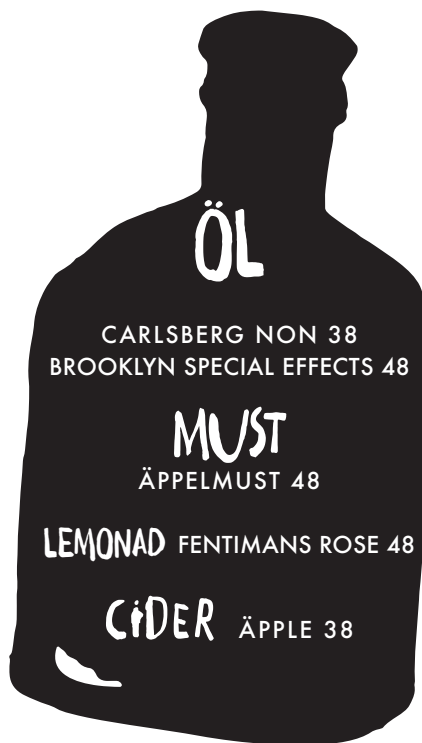 ÖL
CARLSBERG NON 38
BROOKLYN SPECIAL EFFECTS 48
MUST
ÄPPELMUST 48
LEMONAD FENTIMANS ROSE 48
CiDER ÄPPLE 38